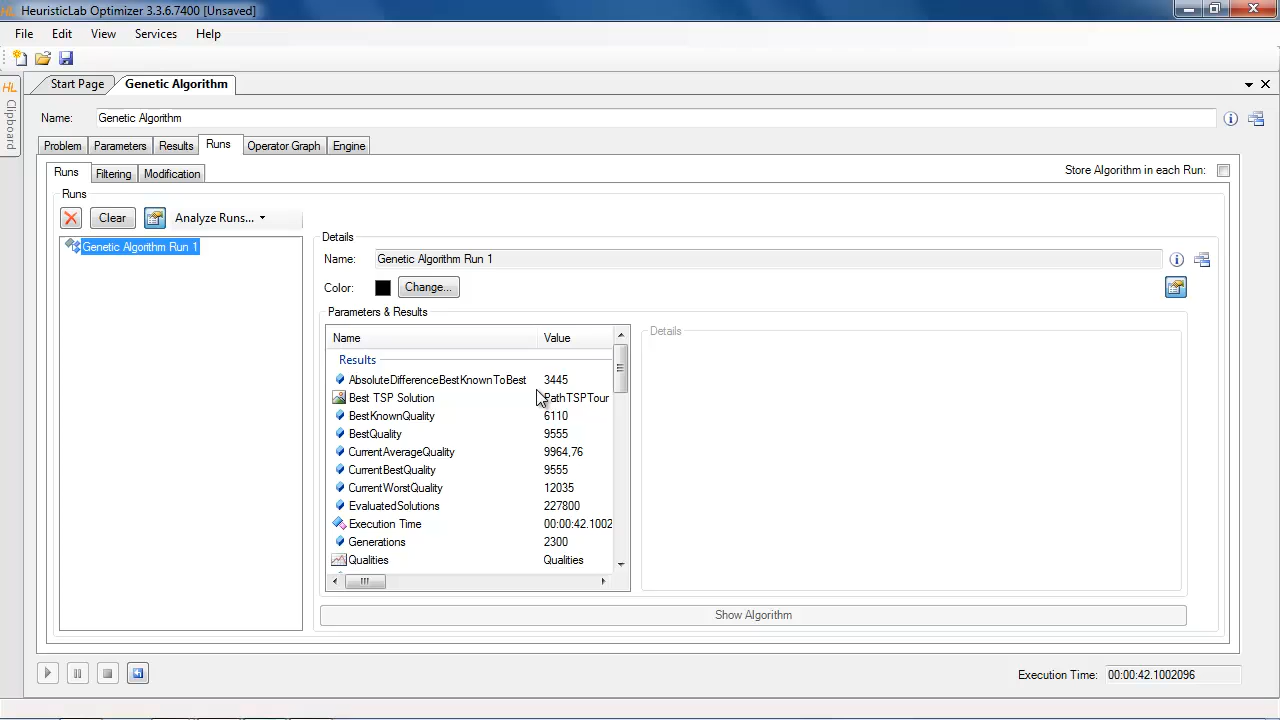 HeuristicLab Optimizer 3.3.6.7400 [Unsaved]
File Edit View Services Help
Start Page Genetic Algorithm
HL
Clipboard
Name: Genetic Algorithm
Problem Parameters Results Runs Operator Graph Engine
Runs Filtering Modification
Store Algorithm in each Run:
Runs
Clear Analyze Runs...
Genetic Algorithm Run 1
Details
Name: Genetic Algorithm Run 1
Color: Change...
Parameters & Results
Name Value
Results
AbsoluteDifferenceBestKnownToBest 3445
Best TSP Solution PathTSPTour
BestKnownQuality 6110
BestQuality 9555
CurrentAverageQuality 9964,76
CurrentBestQuality 9555
CurrentWorstQuality 12035
EvaluatedSolutions 227800
Execution Time 00:00:42.1002
Generations 2300
Qualities Qualities
Details
Show Algorithm
Execution Time: 00:00:42.1002096